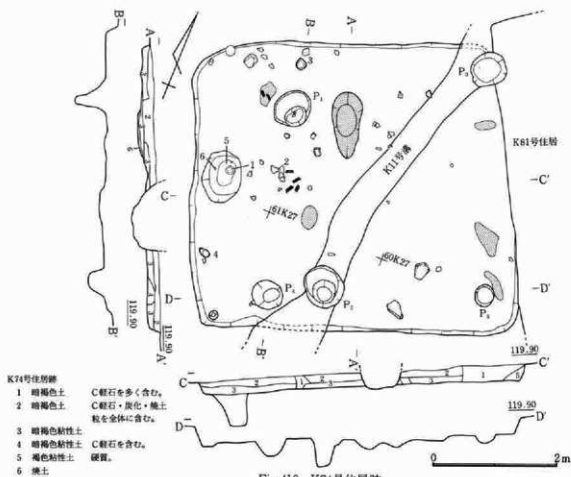 B
A
B
A
3
P₃
K81号住居
P₁
5
6
1
2
K11号溝
C
C'
61K27
60K27
4
D
D'
P₅
119.90
119.90
B'
A'
B'
A
119.90
C
C'
2
1
2
3
1
5
119.90
D
D'
K74号住居跡
1 暗褐色土 C軽石を多く含む。
2 暗褐色土 C軽石・炭化・焼土
粒を全体に含む。
3 暗褐色粘性土
4 暗褐色粘性土 C軽石を含む。
5 褐色粘性土 硬質。
6 焼土
0
2m